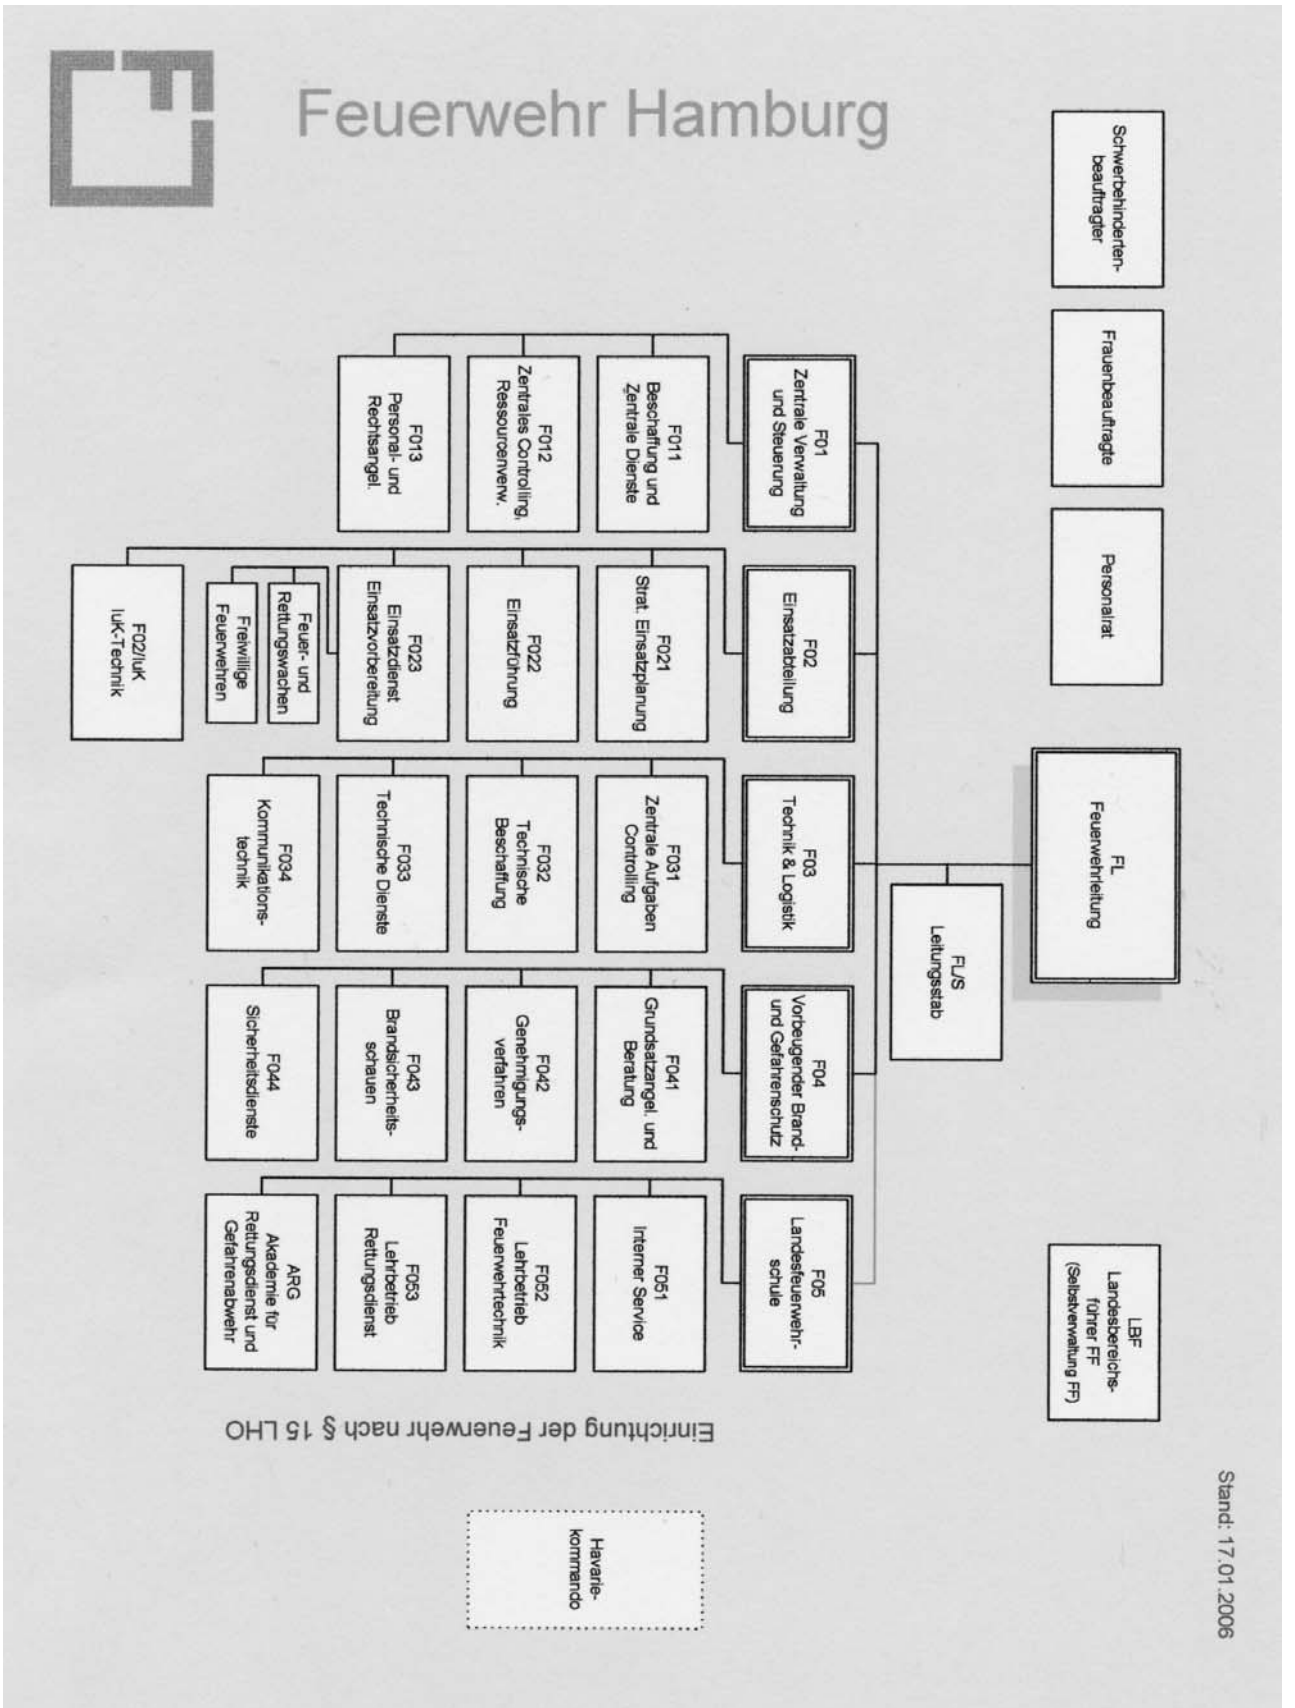 Feuerwehr Hamburg
Stand: 17.01.2006
Schwerbehinderten-
beauftragter
Frauenbeauftragte
Personalrat
FL
Feuerwehrleitung
LBF
Landesbereichs-
führer FF
(Selbstverwaltung FF)
FL/S
Leitungsstab
F01
Zentrale Verwaltung
und Steuerung
F011
Beschaffung und
Zentrale Dienste
F012
Zentrales Controlling,
Ressourcenverw.
F013
Personal- und
Rechtsangel.
F02
Einsatzabteilung
F021
Strat. Einsatzplanung
F022
Einsatzführung
F023
Einsatzdienst
Einsatzvorbereitung
Feuer- und
Rettungswachen
Freiwillige
Feuerwehren
F02/IuK
IuK-Technik
F03
Technik & Logistik
F031
Zentrale Aufgaben
Controlling
F032
Technische
Beschaffung
F033
Technische Dienste
F034
Kommunikations-
technik
F04
Vorbeugender Brand-
und Gefahrenschutz
F041
Grundsatzangel. und
Beratung
F042
Genehmigungs-
verfahren
F043
Brandsicherheits-
schauen
F044
Sicherheitsdienste
F05
Landesfeuerwehr-
schule
F051
Interner Service
F052
Lehrbetrieb
Feuerwehrtechnik
F053
Lehrbetrieb
Rettungsdienst
ARG
Akademie für
Rettungsdienst und
Gefahrenabwehr
Einrichtung der Feuerwehr nach § 15 LHO
Havarie-
kommando